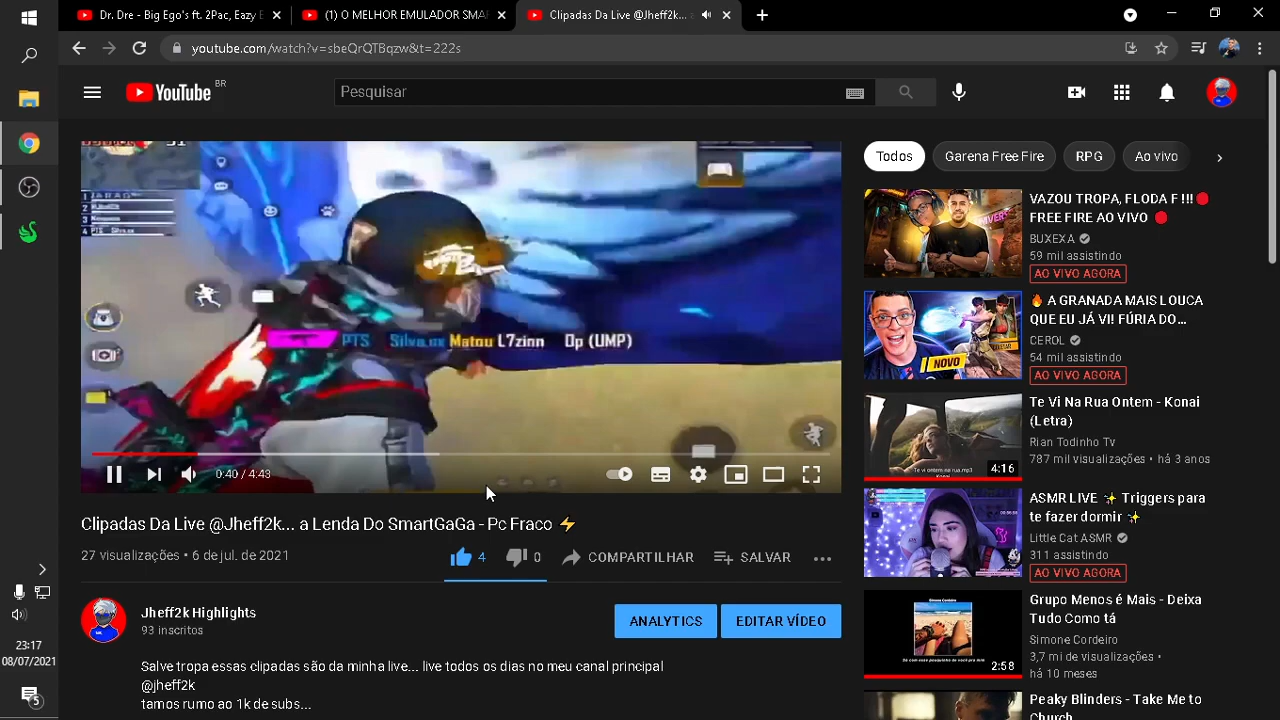 Dr. Dre - Big Ego's ft. 2Pac, Eazy E
(1) O MELHOR EMULADOR SMA
Clipadas Da Live @Jheff2k... a
youtube.com/watch?v=sbeQrQTBqzw&t=222s
YouTube BR
Pesquisar
PTS Silva.ox Matou L7zinn Op (UMP)
0:40 / 4:43
Clipadas Da Live @Jheff2k... a Lenda Do SmartGaGa - Pc Fraco ⚡
27 visualizações • 6 de jul. de 2021
4
0
COMPARTILHAR
SALVAR
Jheff2k Highlights
93 inscritos
ANALYTICS
EDITAR VÍDEO
Salve tropa essas clipadas são da minha live... live todos os dias no meu canal principal
@jheff2k
tamos rumo ao 1k de subs...
Todos
Garena Free Fire
RPG
Ao vivo
VAZOU TROPA, FLODA F !!!🔴
FREE FIRE AO VIVO 🔴
BUXEXA
59 mil assistindo
AO VIVO AGORA
NOVO
🔥 A GRANADA MAIS LOUCA
QUE EU JÁ VI! FÚRIA DO...
CEROL
54 mil assistindo
AO VIVO AGORA
4:16
Te Vi Na Rua Ontem - Konai
(Letra)
Rian Todinho Tv
787 mil visualizações • há 3 anos
ASMR LIVE ✨ Triggers para
te fazer dormir ✨
Little Cat ASMR
311 assistindo
AO VIVO AGORA
Simone Cordeiro
2:58
Grupo Menos é Mais - Deixa
Tudo Como tá
Simone Cordeiro
3,7 mi de visualizações •
há 10 meses
Peaky Blinders - Take Me to
Church
23:17
08/07/2021
5